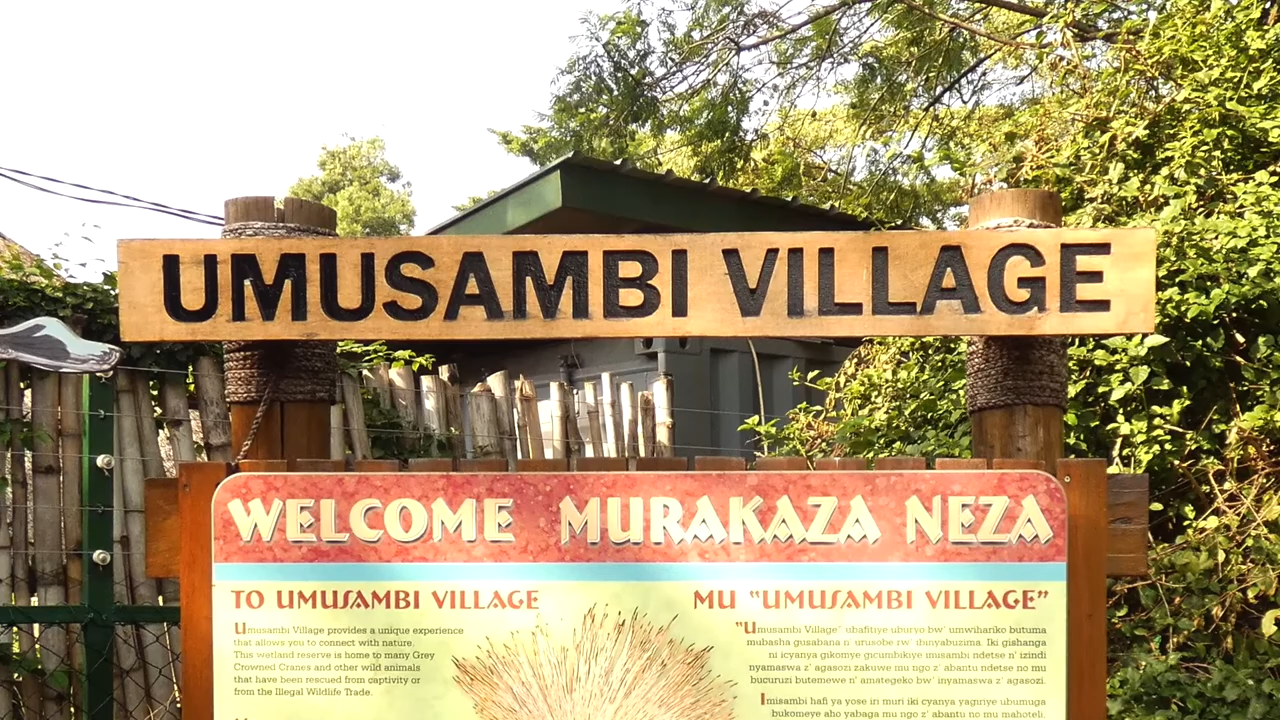 UMUSAMBI VILLAGE
WELCOME MURAKAZA NEZA
TO UMUSAMBI VILLAGE
Umusambi Village provides a unique experience
that allows you to connect with nature.
This wetland reserve is home to many Grey
Crowned Cranes and other wild animals
that have been rescued from captivity or
from the Illegal Wildlife Trade.
MU "UMUSAMBI VILLAGE"
"Umusambi Village" ubafitiye uburyo bw' umwihariko butuma
mubasha gusabana n' urusobe rw' ibinyabuzima. Iki gishanga
ni icyanya gikomye gicumbikiye imisambi ndetse n' izindi
nyamaswa z' agasozi zakuwe mu ngo z' abantu ndetse no mu
bucuruzi butemewe n' amategeko bw' inyamaswa z' agasozi.
Imisambi hafi ya yose iri muri iki cyanya yagiriye ubumuga
bukomeye aho yabaga mu ngo z' abantu no mu mahoteli,